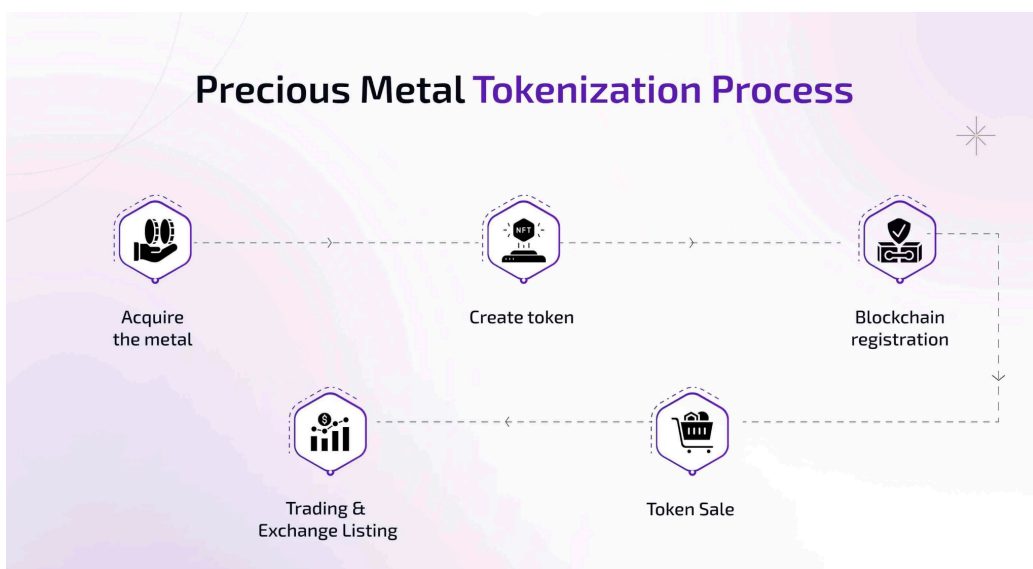 Precious Metal Tokenization Process
NFT
Acquire
the metal
Create token
Blockchain
registration
$
Trading &
Exchange Listing
Token Sale